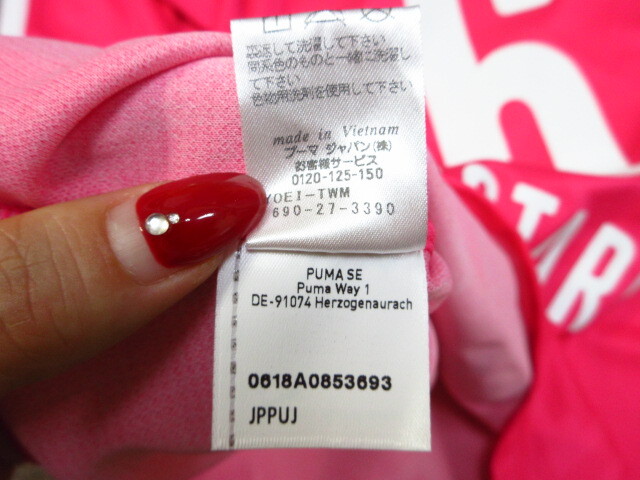 裏返して洗濯して下さい
同系色のものと一緒に洗濯し
て下さい
色物用洗剤を使用して下さい
made in Vietnam
プーマ ジャパン(株)
お客様サービス
0120-125-150
YOEI-TWM
690-27-3390
PUMA SE
Puma Way 1
DE-91074 Herzogenaurach
0618A0853693
JPPUJ
STAR